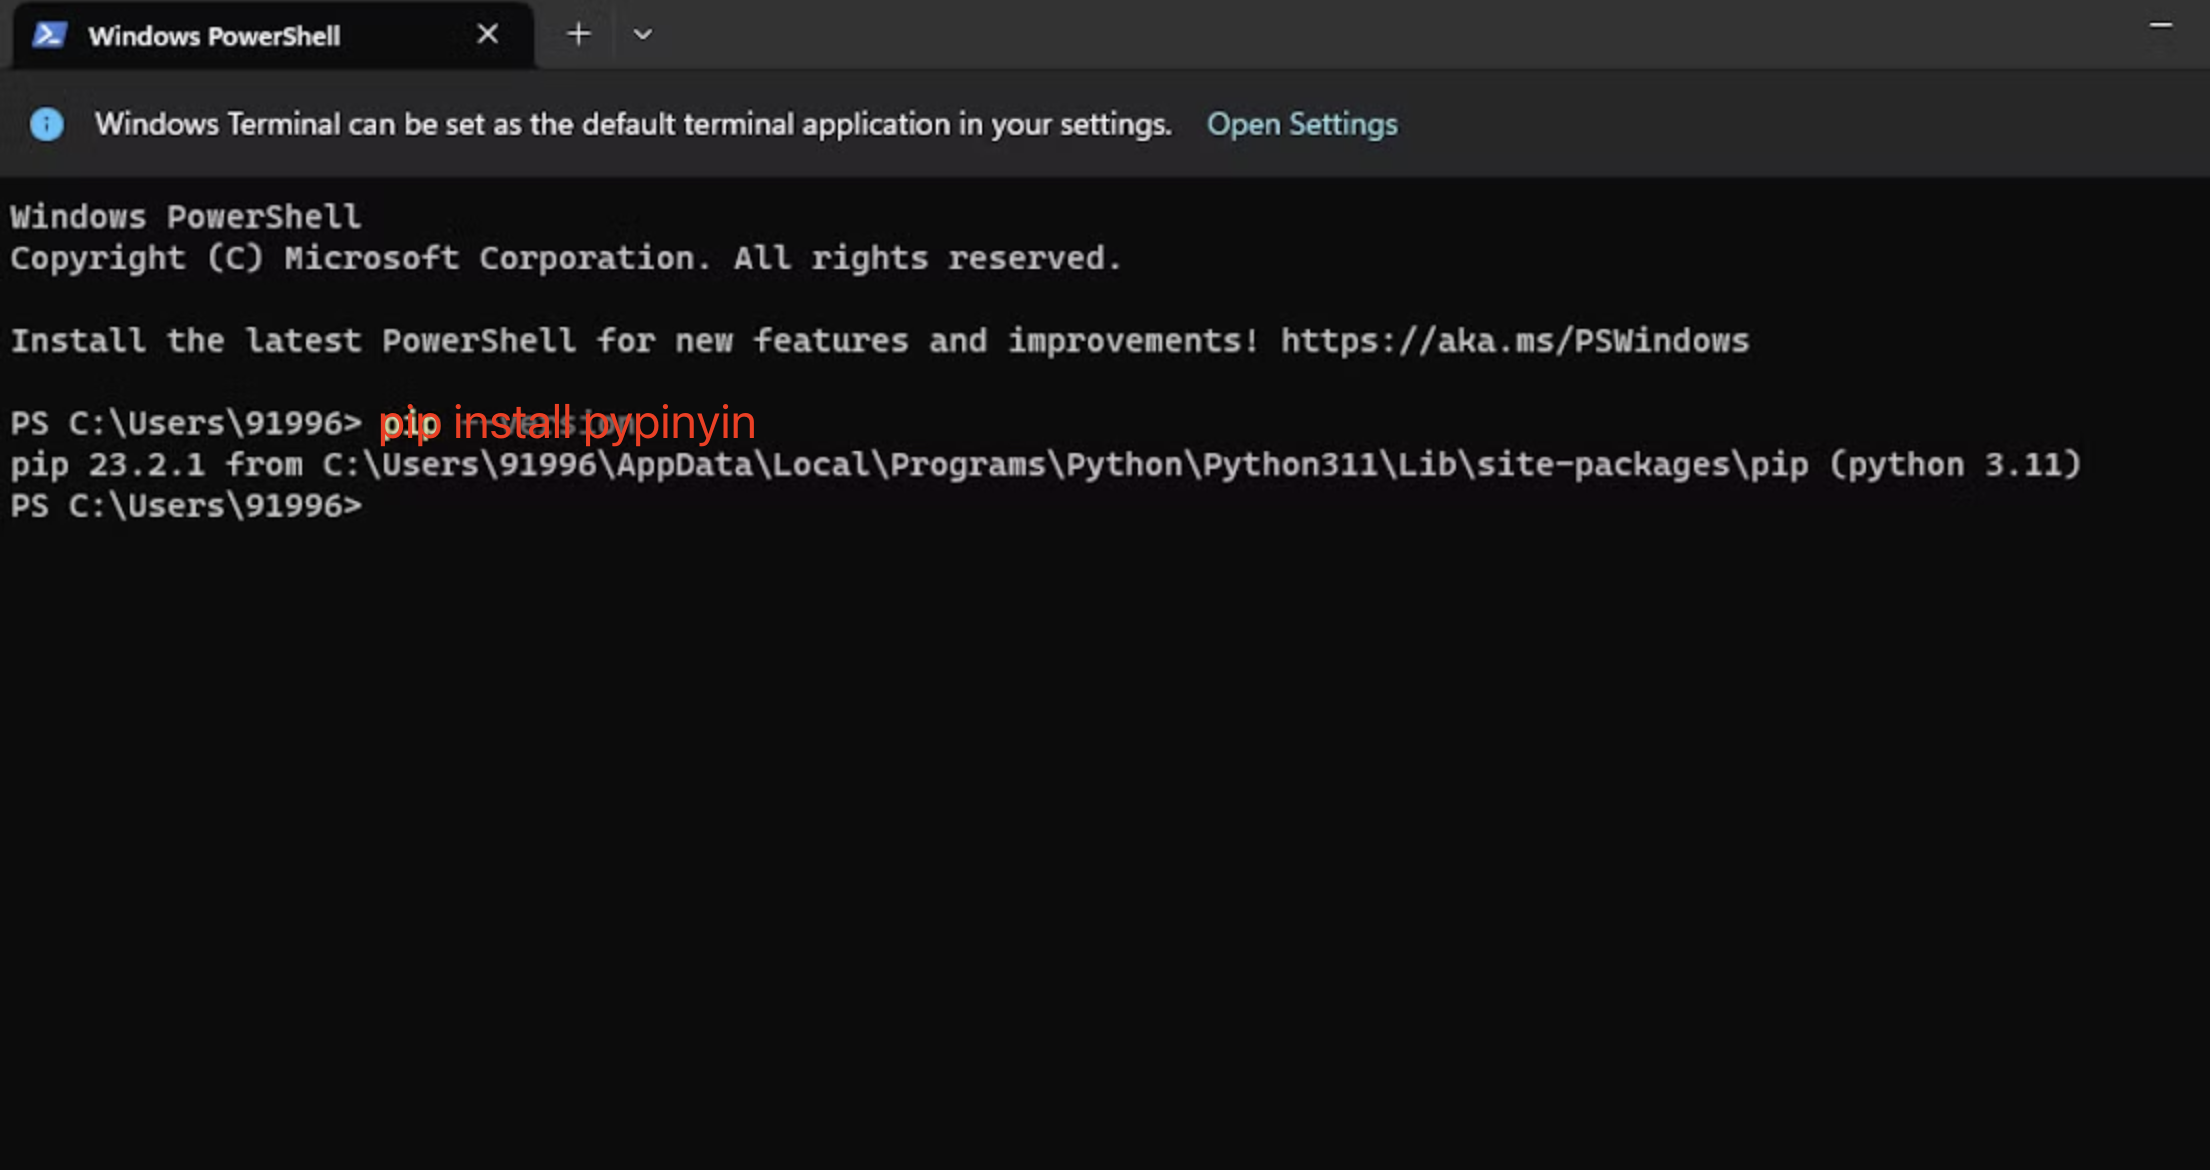 Windows PowerShell
Windows Terminal can be set as the default terminal application in your settings. Open Settings
Windows PowerShell
Copyright (C) Microsoft Corporation. All rights reserved.
Install the latest PowerShell for new features and improvements! https://aka.ms/PSWindows
PS C:\Users\91996> pip --version
pip install pypinyin
pip 23.2.1 from C:\Users\91996\AppData\Local\Programs\Python\Python311\Lib\site-packages\pip (python 3.11)
PS C:\Users\91996>